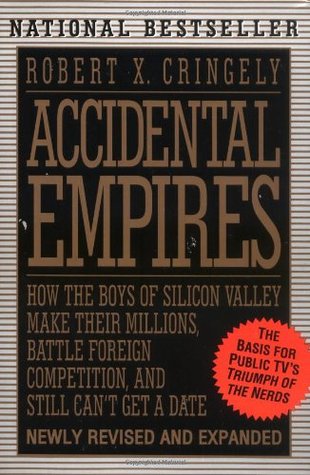 NATIONAL BESTSELLER
ROBERT X. CRINGELY
ACCIDENTAL
EMPIRES
HOW THE BOYS OF SILICON VALLEY
MAKE THEIR MILLIONS,
BATTLE FOREIGN
COMPETITION, AND
STILL CAN'T GET A DATE
THE
BASIS FOR
PUBLIC TV'S
TRIUMPH OF
THE NERDS
NEWLY REVISED AND EXPANDED